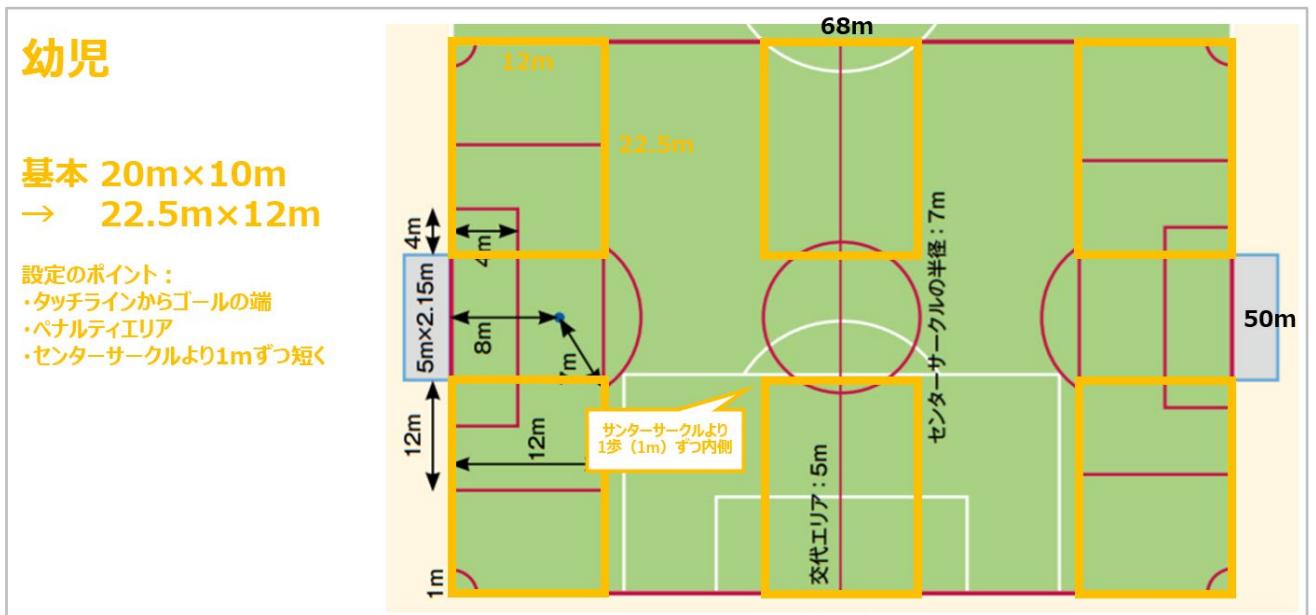 幼児
基本 20m×10m
→ 22.5m×12m
設定のポイント：
・タッチラインからゴールの端
・ペナルティエリア
・センターサークルより1mずつ短く
68m
12m
22.5m
4m
4m
5m×2.15m
8m
7m
センターサークルの半径：7m
50m
サンターサークルより
1歩（1m）ずつ内側
12m
12m
交代エリア：5m
1m